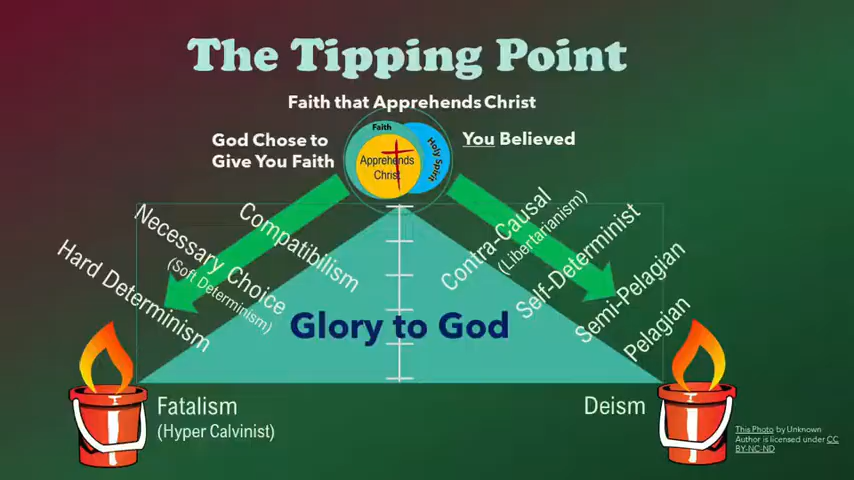 The Tipping Point
Faith that Apprehends Christ
God Chose to
Give You Faith
Faith
Apprehends
Christ
Holy Spirit
You Believed
Hard Determinism
Necessary Choice
(Soft Determinism)
Compatibilism
Contra-Causal
(Libertarianism)
Self-Determinist
Semi-Pelagian
Pelagian
Glory to God
Fatalism
(Hyper Calvinist)
Deism
This Photo by Unknown
Author is licensed under CC
BY-NC-ND